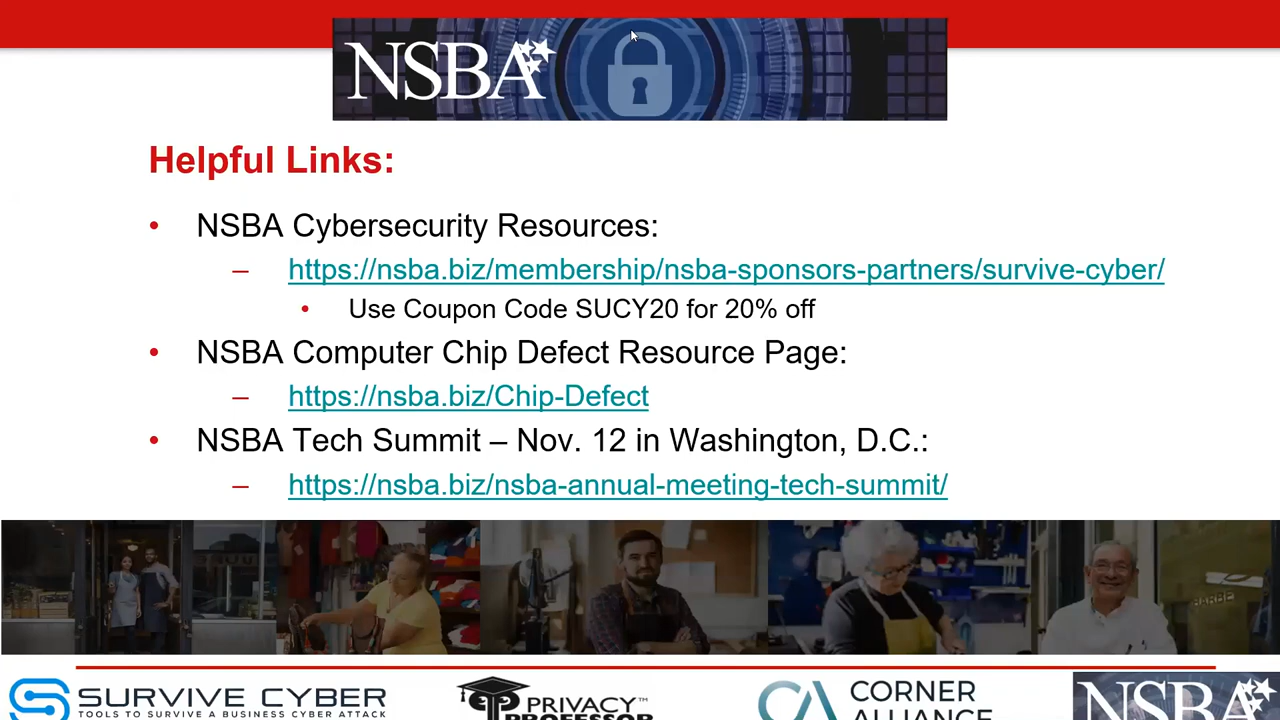 NSBA
Helpful Links:
• NSBA Cybersecurity Resources:
– https://nsba.biz/membership/nsba-sponsors-partners/survive-cyber/
• Use Coupon Code SUCY20 for 20% off
• NSBA Computer Chip Defect Resource Page:
– https://nsba.biz/Chip-Defect
• NSBA Tech Summit – Nov. 12 in Washington, D.C.:
– https://nsba.biz/nsba-annual-meeting-tech-summit/
SURVIVE CYBER
TOOLS TO SURVIVE A BUSINESS CYBER ATTACK
PRIVACY™
PROFESSOR
CORNER
ALLIANCE
NSBA